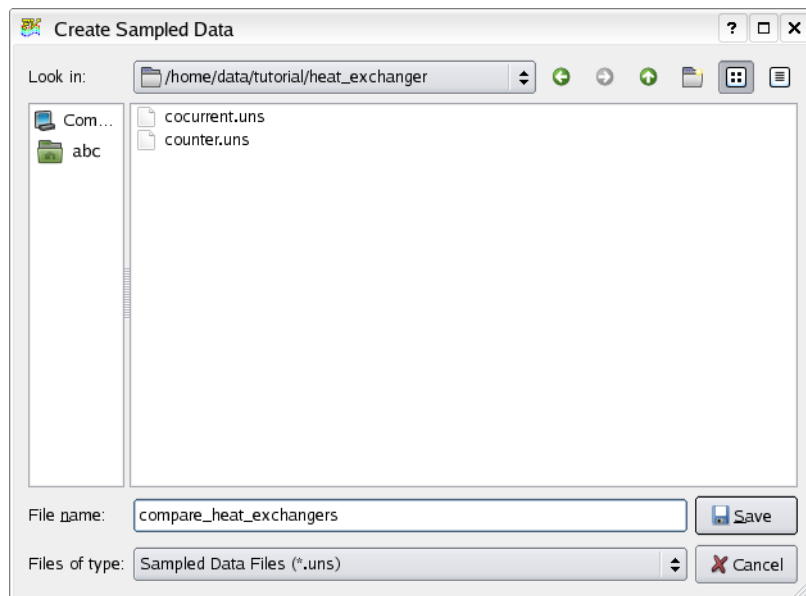 Create Sampled Data
Look in: /home/data/tutorial/heat_exchanger
Com...
abc
cocurrent.uns
counter.uns
File name: compare_heat_exchangers Save
Files of type: Sampled Data Files (*.uns) Cancel